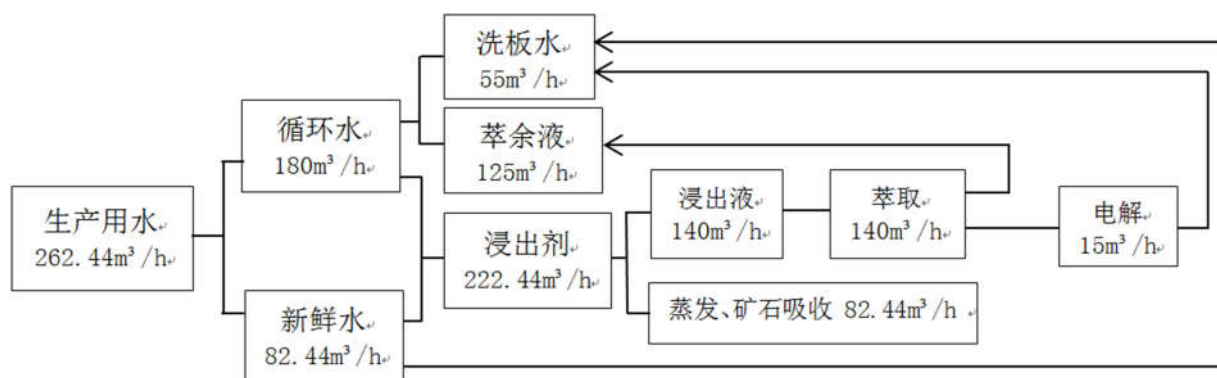 洗板水
55m³/h
循环水
180m³/h
萃余液
125m³/h
生产用水
262.44m³/h
浸出剂
222.44m³/h
浸出液
140m³/h
萃取
140m³/h
电解
15m³/h
新鲜水
82.44m³/h
蒸发、矿石吸收 82.44m³/h